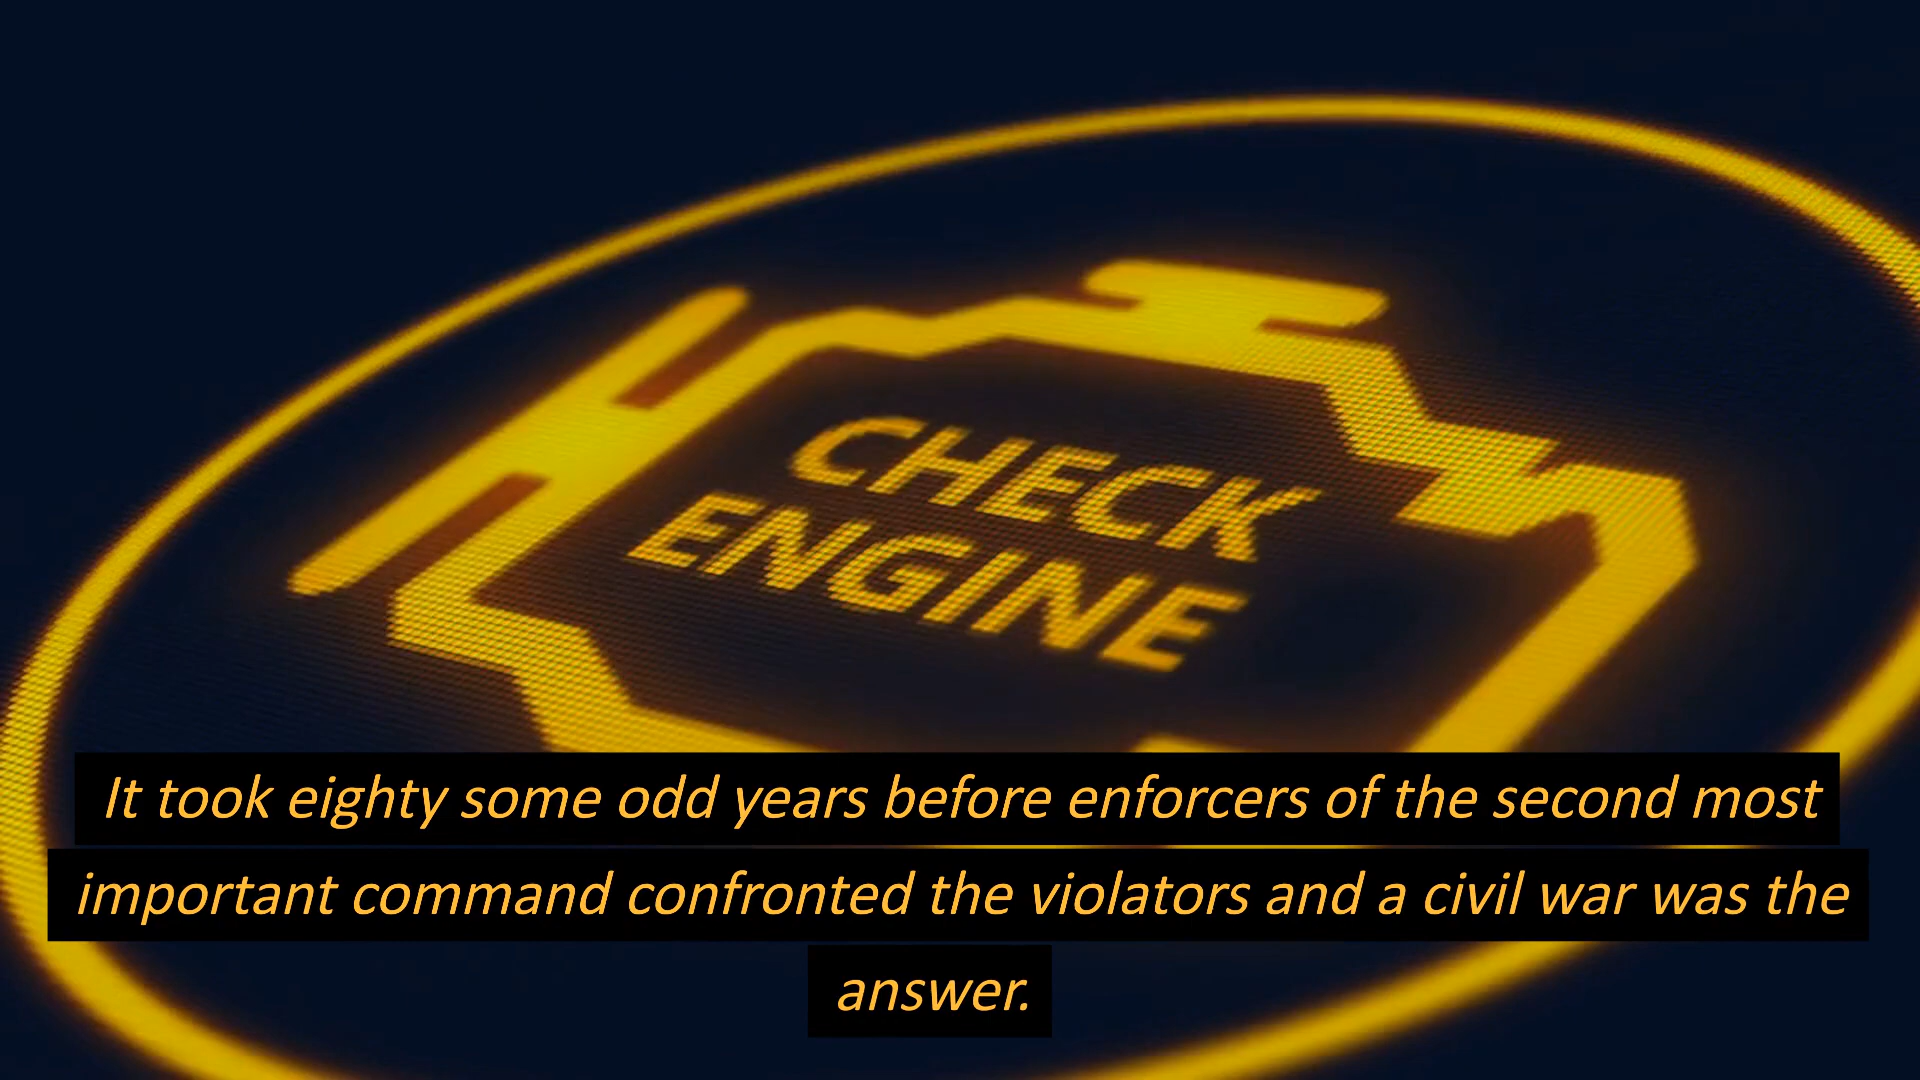 CHECK
ENGINE
It took eighty some odd years before enforcers of the second most
important command confronted the violators and a civil war was the
answer.